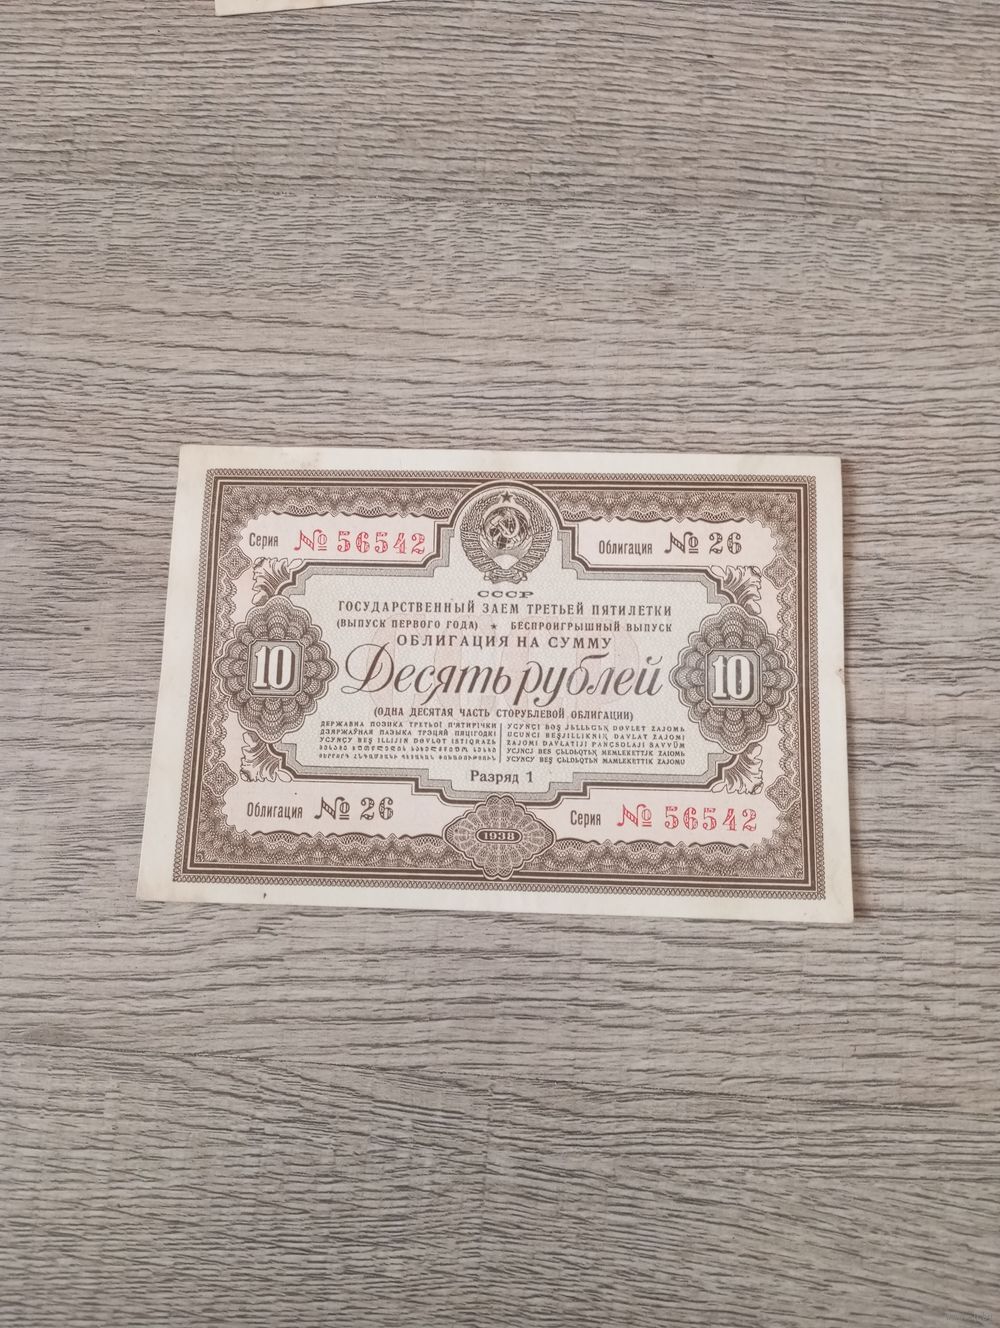 Серия № 56542
Облигация № 26
СССР
ГОСУДАРСТВЕННЫЙ ЗАЕМ ТРЕТЬЕЙ ПЯТИЛЕТКИ
(ВЫПУСК ПЕРВОГО ГОДА) ★ БЕСПРОИГРЫШНЫЙ ВЫПУСК
ОБЛИГАЦИЯ НА СУММУ
10 Десять рублей 10
(ОДНА ДЕСЯТАЯ ЧАСТЬ СТОРУБЛЕВОЙ ОБЛИГАЦИИ)
ДЕРЖАВНА ПОЗИКА ТРЕТЬОЇ П'ЯТИРІЧКИ
ДЗЯРЖАЎНАЯ ПАЗЫКА ТРЭЦЯЙ ПЯЦІГОДКІ
Разряд 1
Облигация № 26
1938
Серия № 56542